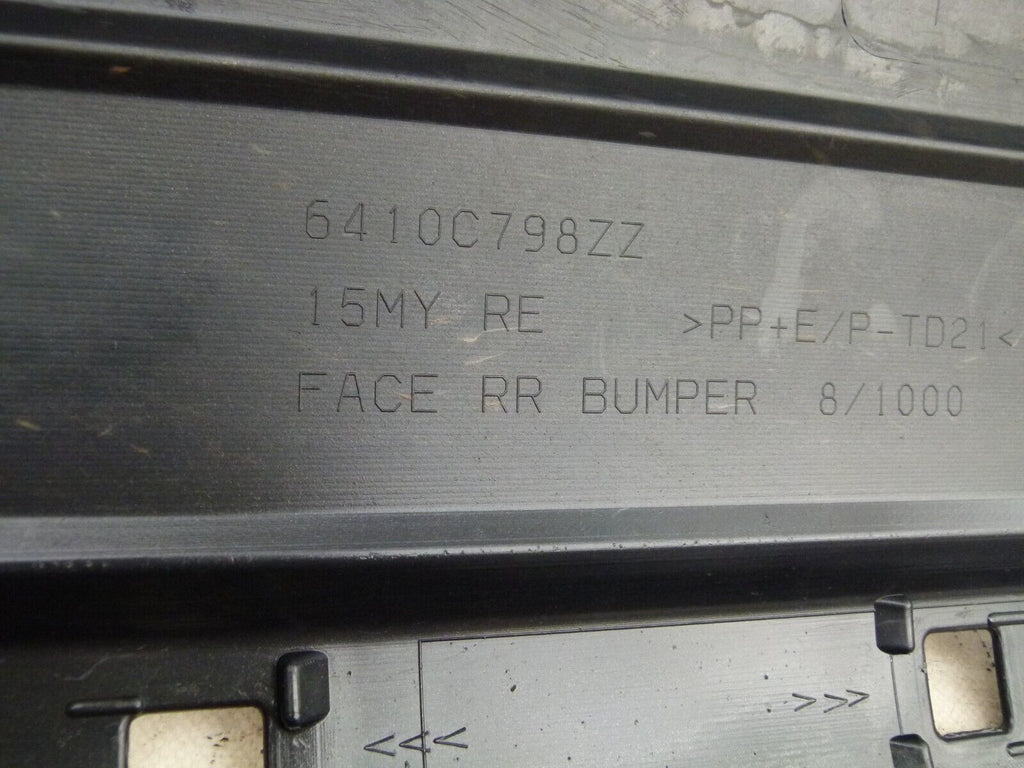 6410C798ZZ
15MY RE >PP+E/P-TD21<
FACE RR BUMPER 8/1000
<<< >>>